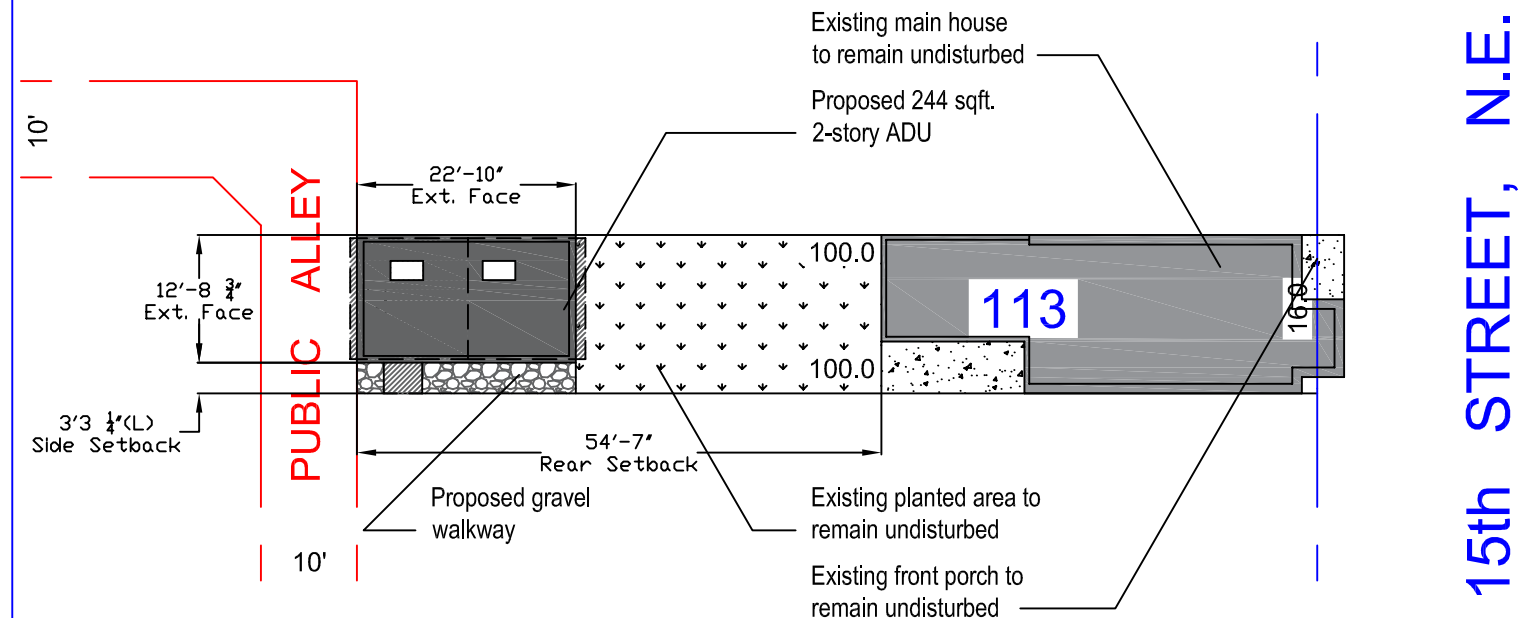 Existing main house
to remain undisturbed
Proposed 244 sqft.
2-story ADU
10'
22'-10"
Ext. Face
PUBLIC ALLEY
12'-8 3/4"
Ext. Face
100.0
113
16.0
100.0
3'3 1/4"(L)
Side Setback
54'-7"
Rear Setback
Proposed gravel
walkway
Existing planted area to
remain undisturbed
10'
Existing front porch to
remain undisturbed
15th STREET, N.E.